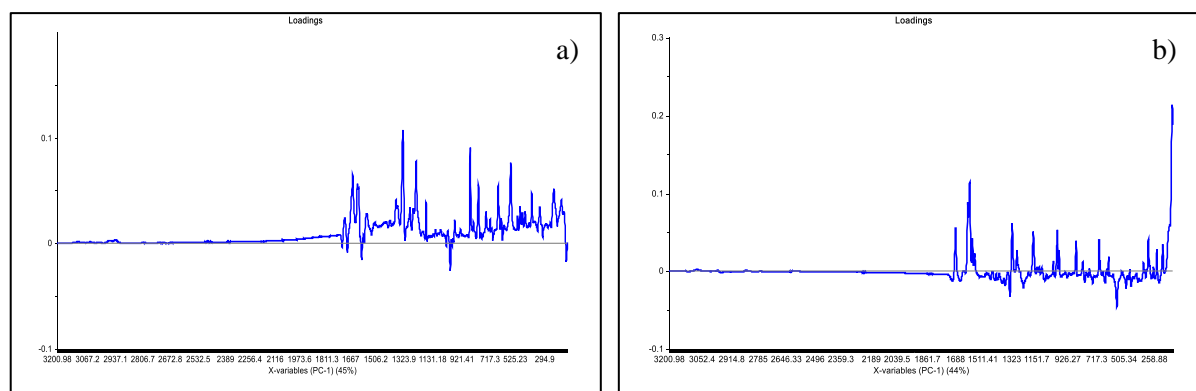 Loadings
a)
0.1
0
-0.1
3200.98 3067.2 2937.1 2806.7 2672.8 2532.5 2389 2256.4 2116 1973.6 1811.3 1667 1506.2 1323.9 1131.18 921.41 717.3 525.23 294.9
X-variables (PC-1) (45%)
Loadings
b)
0.3
0.2
0.1
0
-0.1
3200.98 3052.4 2914.8 2785 2646.33 2496 2359.3 2189 2039.5 1861.7 1688 1511.41 1323 1151.7 926.27 717.3 505.34 258.88
X-variables (PC-1) (44%)